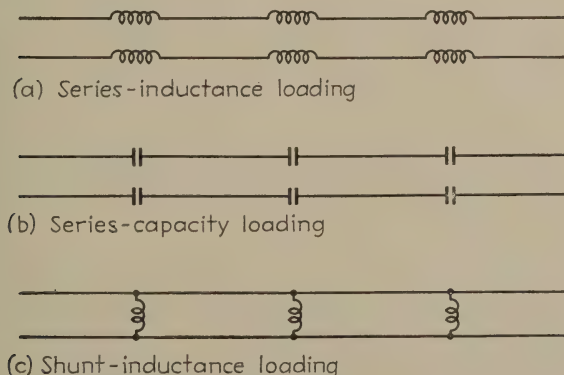 (a) Series-inductance loading
(b) Series-capacity loading
(c) Shunt-inductance loading